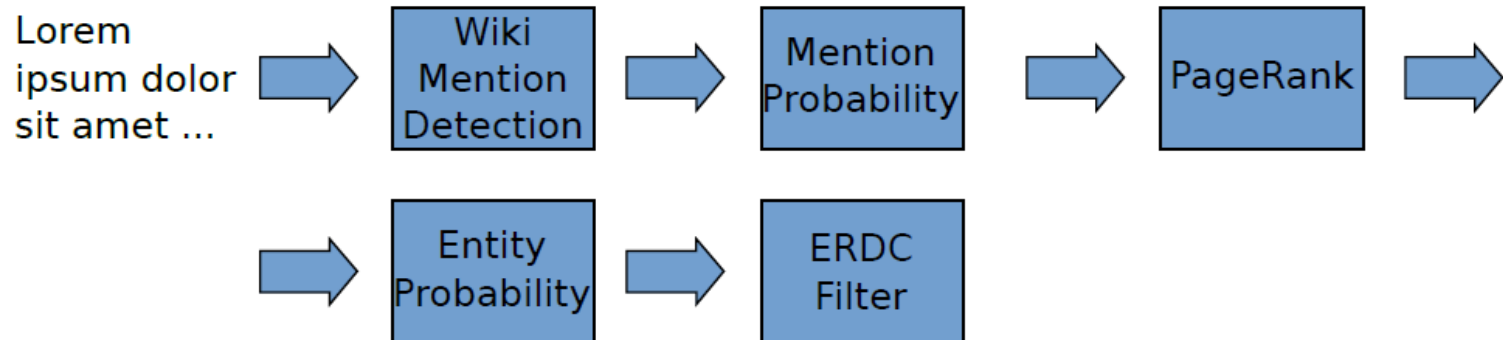 Lorem
ipsum dolor
sit amet ...
Wiki
Mention
Detection
Mention
Probability
PageRank
Entity
Probability
ERDC
Filter